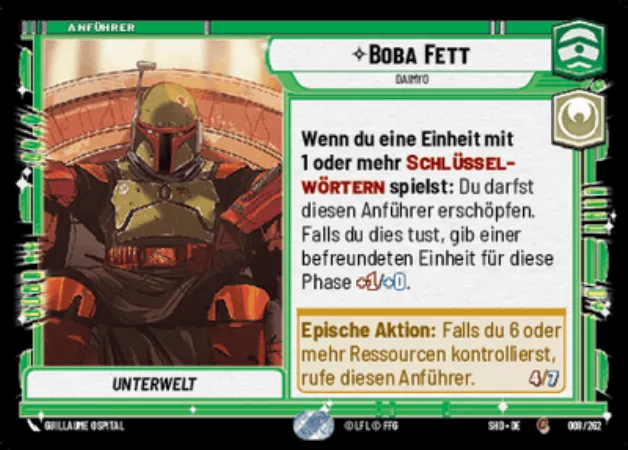 ANFÜHRER
BOBA FETT
DAIMYO
Wenn du eine Einheit mit
1 oder mehr SCHLÜSSEL-
WÖRTERN spielst: Du darfst
diesen Anführer erschöpfen.
Falls du dies tust, gib einer
befreundeten Einheit für diese
Phase +1/+0.
Epische Aktion: Falls du 6 oder
mehr Ressourcen kontrollierst,
rufe diesen Anführer. 4/7
UNTERWELT
GUILLAUME OSPITAL
© LFL © FFG
SHD • DE
008/262